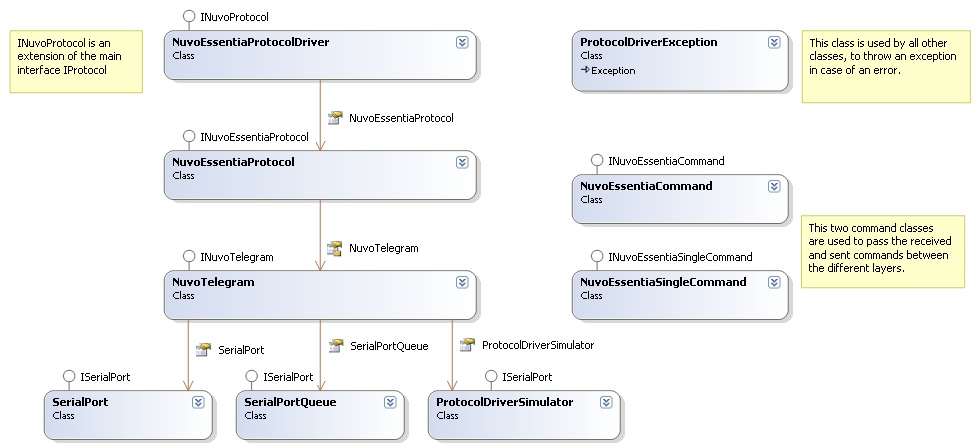 INuvoProtocol
INuvoProtocol is an
extension of the main
interface IProtocol
NuvoEssentiaProtocolDriver
Class
ProtocolDriverException
Class
Exception
This class is used by all other
classes, to throw an exception
in case of an error.
NuvoEssentiaProtocol
INuvoEssentiaProtocol
NuvoEssentiaProtocol
Class
INuvoEssentiaCommand
NuvoEssentiaCommand
Class
This two command classes
are used to pass the received
and sent commands between
the different layers.
NuvoTelegram
INuvoTelegram
NuvoTelegram
Class
INuvoEssentiaSingleCommand
NuvoEssentiaSingleCommand
Class
SerialPort
SerialPortQueue
ProtocolDriverSimulator
ISerialPort
SerialPort
Class
ISerialPort
SerialPortQueue
Class
ISerialPort
ProtocolDriverSimulator
Class